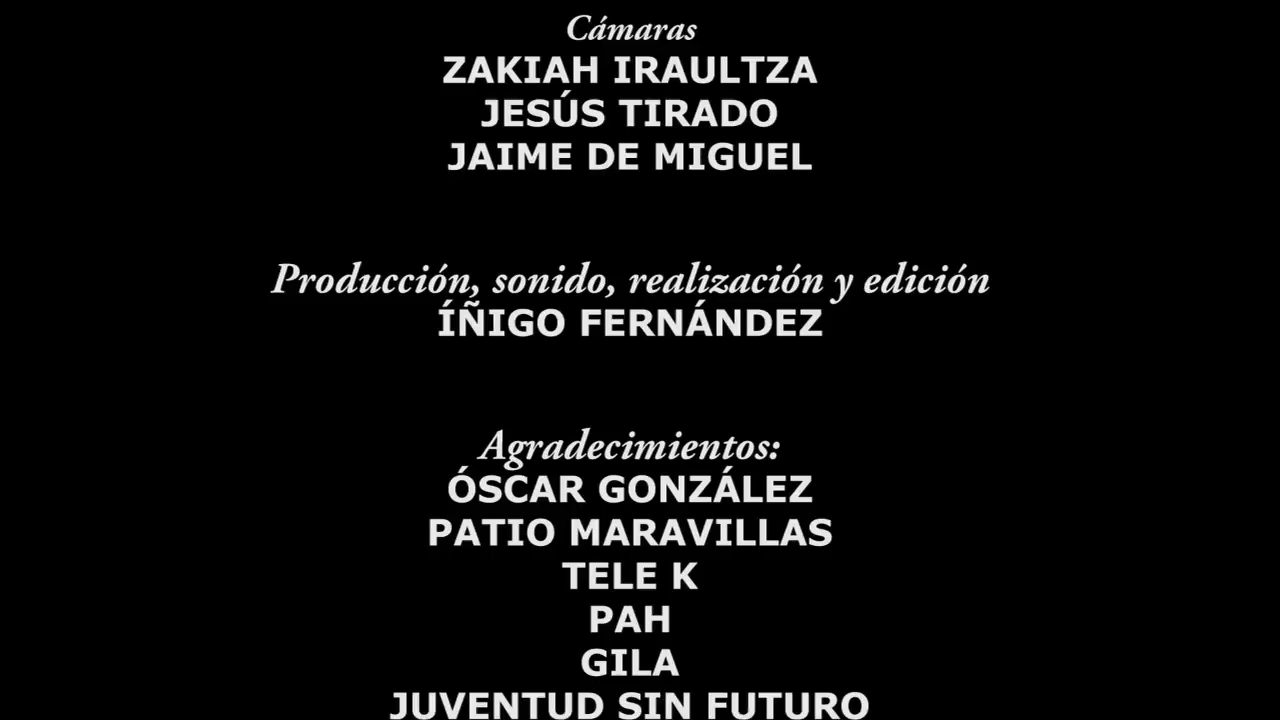 Cámaras
ZAKIAH IRAULTZA
JESÚS TIRADO
JAIME DE MIGUEL
Producción, sonido, realización y edición
ÍÑIGO FERNÁNDEZ
Agradecimientos:
ÓSCAR GONZÁLEZ
PATIO MARAVILLAS
TELE K
PAH
GILA
JUVENTUD SIN FUTURO